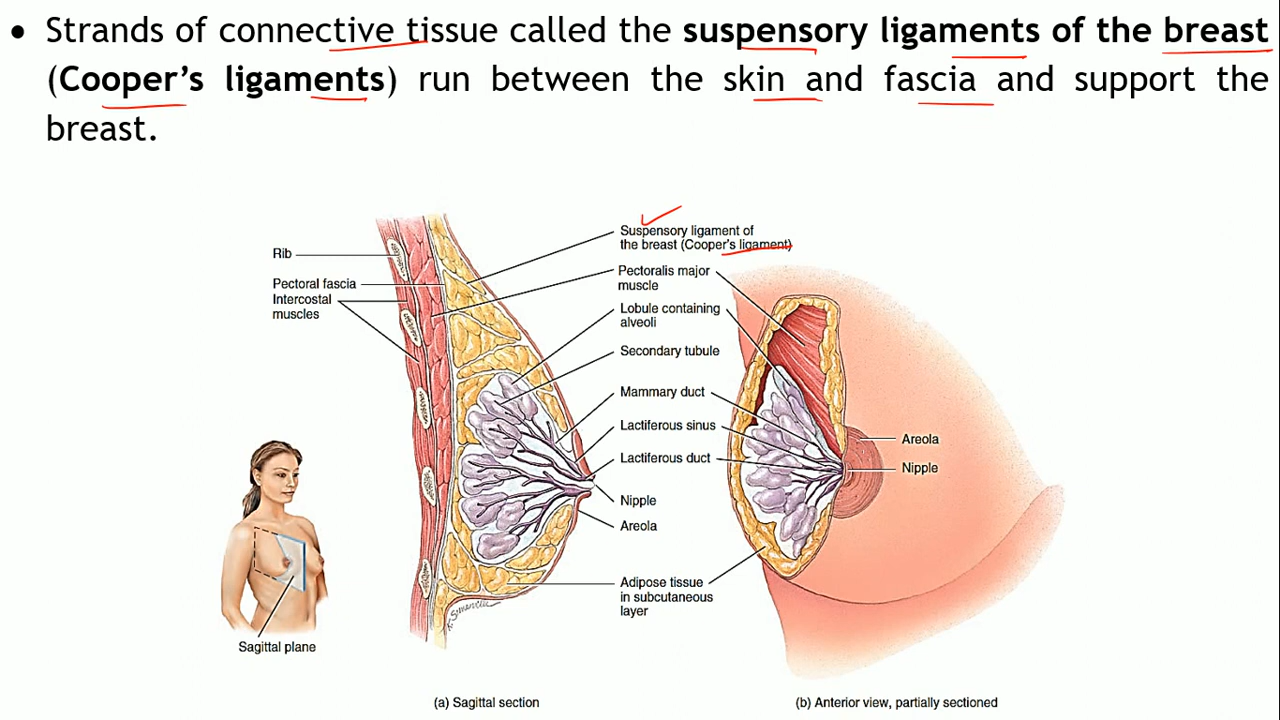 • Strands of connective tissue called the suspensory ligaments of the breast
(Cooper's ligaments) run between the skin and fascia and support the
breast.
Suspensory ligament of
the breast (Cooper's ligament)
Rib
Pectoralis major
muscle
Pectoral fascia
Intercostal
muscles
Lobule containing
alveoli
Secondary tubule
Mammary duct
Lactiferous sinus
Areola
Lactiferous duct
Nipple
Nipple
Areola
Adipose tissue
in subcutaneous
layer
Sagittal plane
(a) Sagittal section
(b) Anterior view, partially sectioned